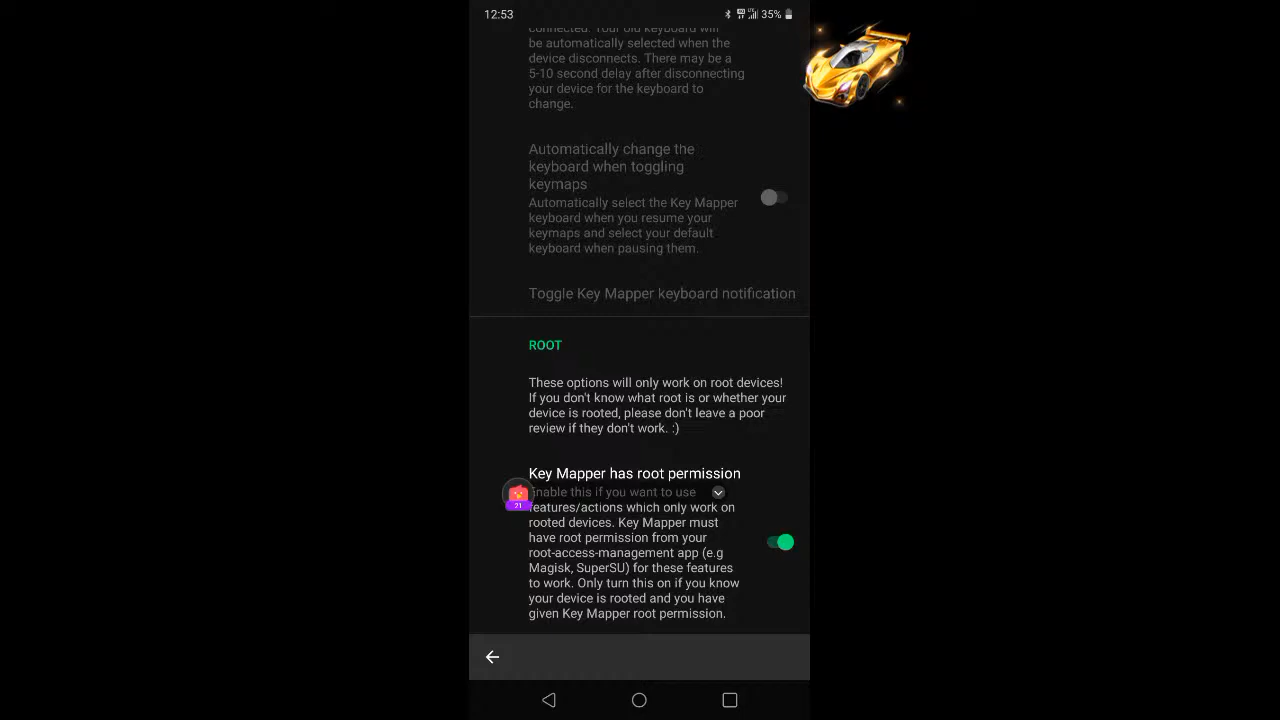 12:53
35%
connected. Your old keyboard will
be automatically selected when the
device disconnects. There may be a
5-10 second delay after disconnecting
your device for the keyboard to
change.
Automatically change the
keyboard when toggling
keymaps
Automatically select the Key Mapper
keyboard when you resume your
keymaps and select your default
keyboard when pausing them.
Toggle Key Mapper keyboard notification
ROOT
These options will only work on root devices!
If you don't know what root is or whether your
device is rooted, please don't leave a poor
review if they don't work. :)
Key Mapper has root permission
Enable this if you want to use
features/actions which only work on
rooted devices. Key Mapper must
have root permission from your
root-access-management app (e.g
Magisk, SuperSU) for these features
to work. Only turn this on if you know
your device is rooted and you have
given Key Mapper root permission.
21